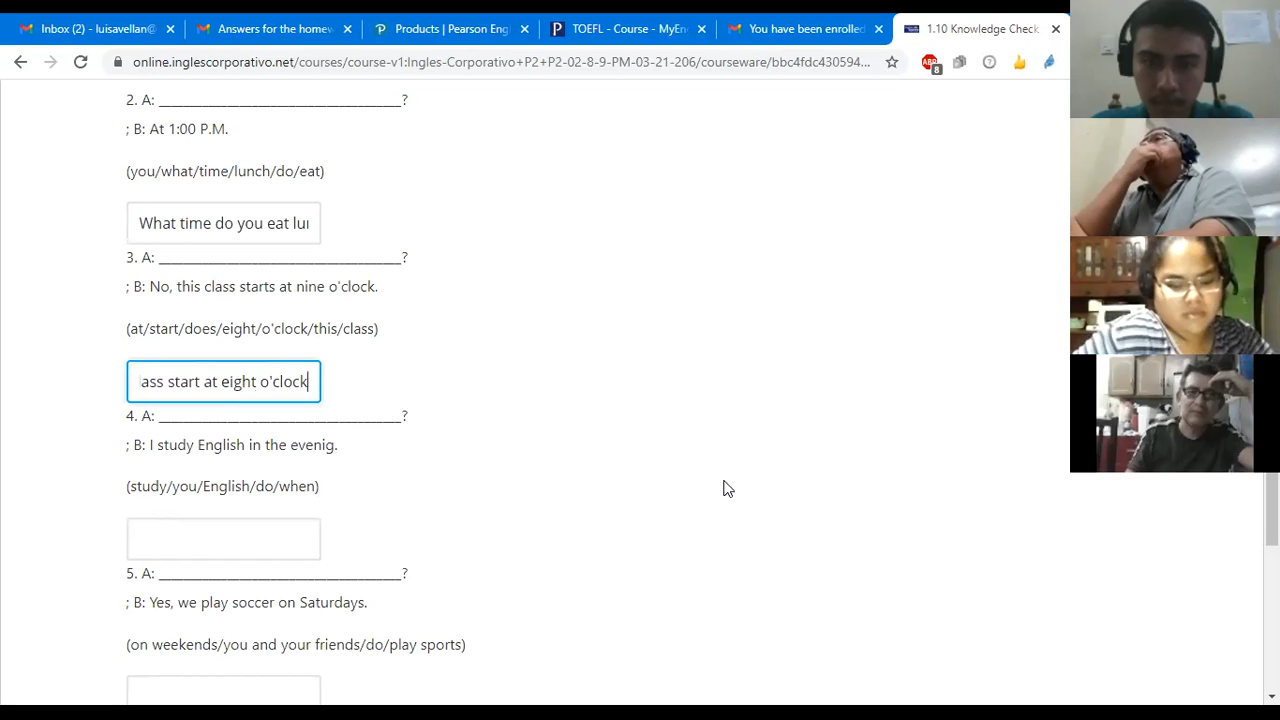 Inbox (2) - luisavellan@
Answers for the homew
Products | Pearson Eng
TOEFL - Course - MyEn
You have been enrolled
1.10 Knowledge Check
online.inglescorporativo.net/courses/course-v1:Ingles-Corporativo+P2+P2-02-8-9-PM-03-21-206/courseware/bbc4fdc430594...
ABP
8
2. A: ________________________________?
; B: At 1:00 P.M.
(you/what/time/lunch/do/eat)
What time do you eat lu
3. A: ________________________________?
; B: No, this class starts at nine o'clock.
(at/start/does/eight/o'clock/this/class)
ass start at eight o'clock
4. A: ________________________________?
; B: I study English in the evenig.
(study/you/English/do/when)
5. A: ________________________________?
; B: Yes, we play soccer on Saturdays.
(on weekends/you and your friends/do/play sports)